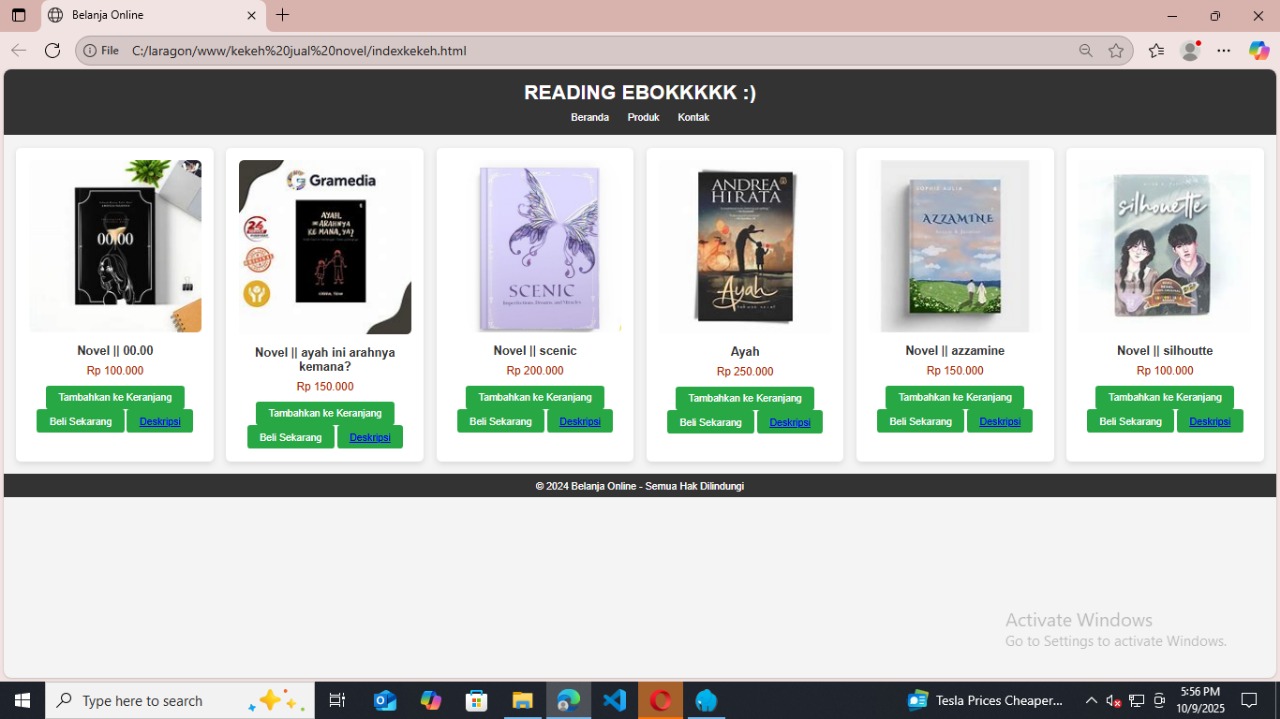 Belanja Online
File C:/laragon/www/kekeh%20jual%20novel/indexkekeh.html
READING EBOKKKKK :)
Beranda Produk Kontak
00.00
Novel || 00.00
Rp 100.000
Tambahkan ke Keranjang
Beli Sekarang Deskripsi
Gramedia
24
AYAH,
INI ARAHNYA
KE MANA, YA?
Novel || ayah ini arahnya
kemana?
Rp 150.000
Tambahkan ke Keranjang
Beli Sekarang Deskripsi
SCENIC
Novel || scenic
Rp 200.000
Tambahkan ke Keranjang
Beli Sekarang Deskripsi
ANDREA
HIRATA
Ayah
Ayah
Rp 250.000
Tambahkan ke Keranjang
Beli Sekarang Deskripsi
AZZAMINE
Novel || azzamine
Rp 150.000
Tambahkan ke Keranjang
Beli Sekarang Deskripsi
silhouette
Novel || silhoutte
Rp 100.000
Tambahkan ke Keranjang
Beli Sekarang Deskripsi
© 2024 Belanja Online - Semua Hak Dilindungi
Activate Windows
Go to Settings to activate Windows.
Type here to search
Tesla Prices Cheaper...
5:56 PM
10/9/2025